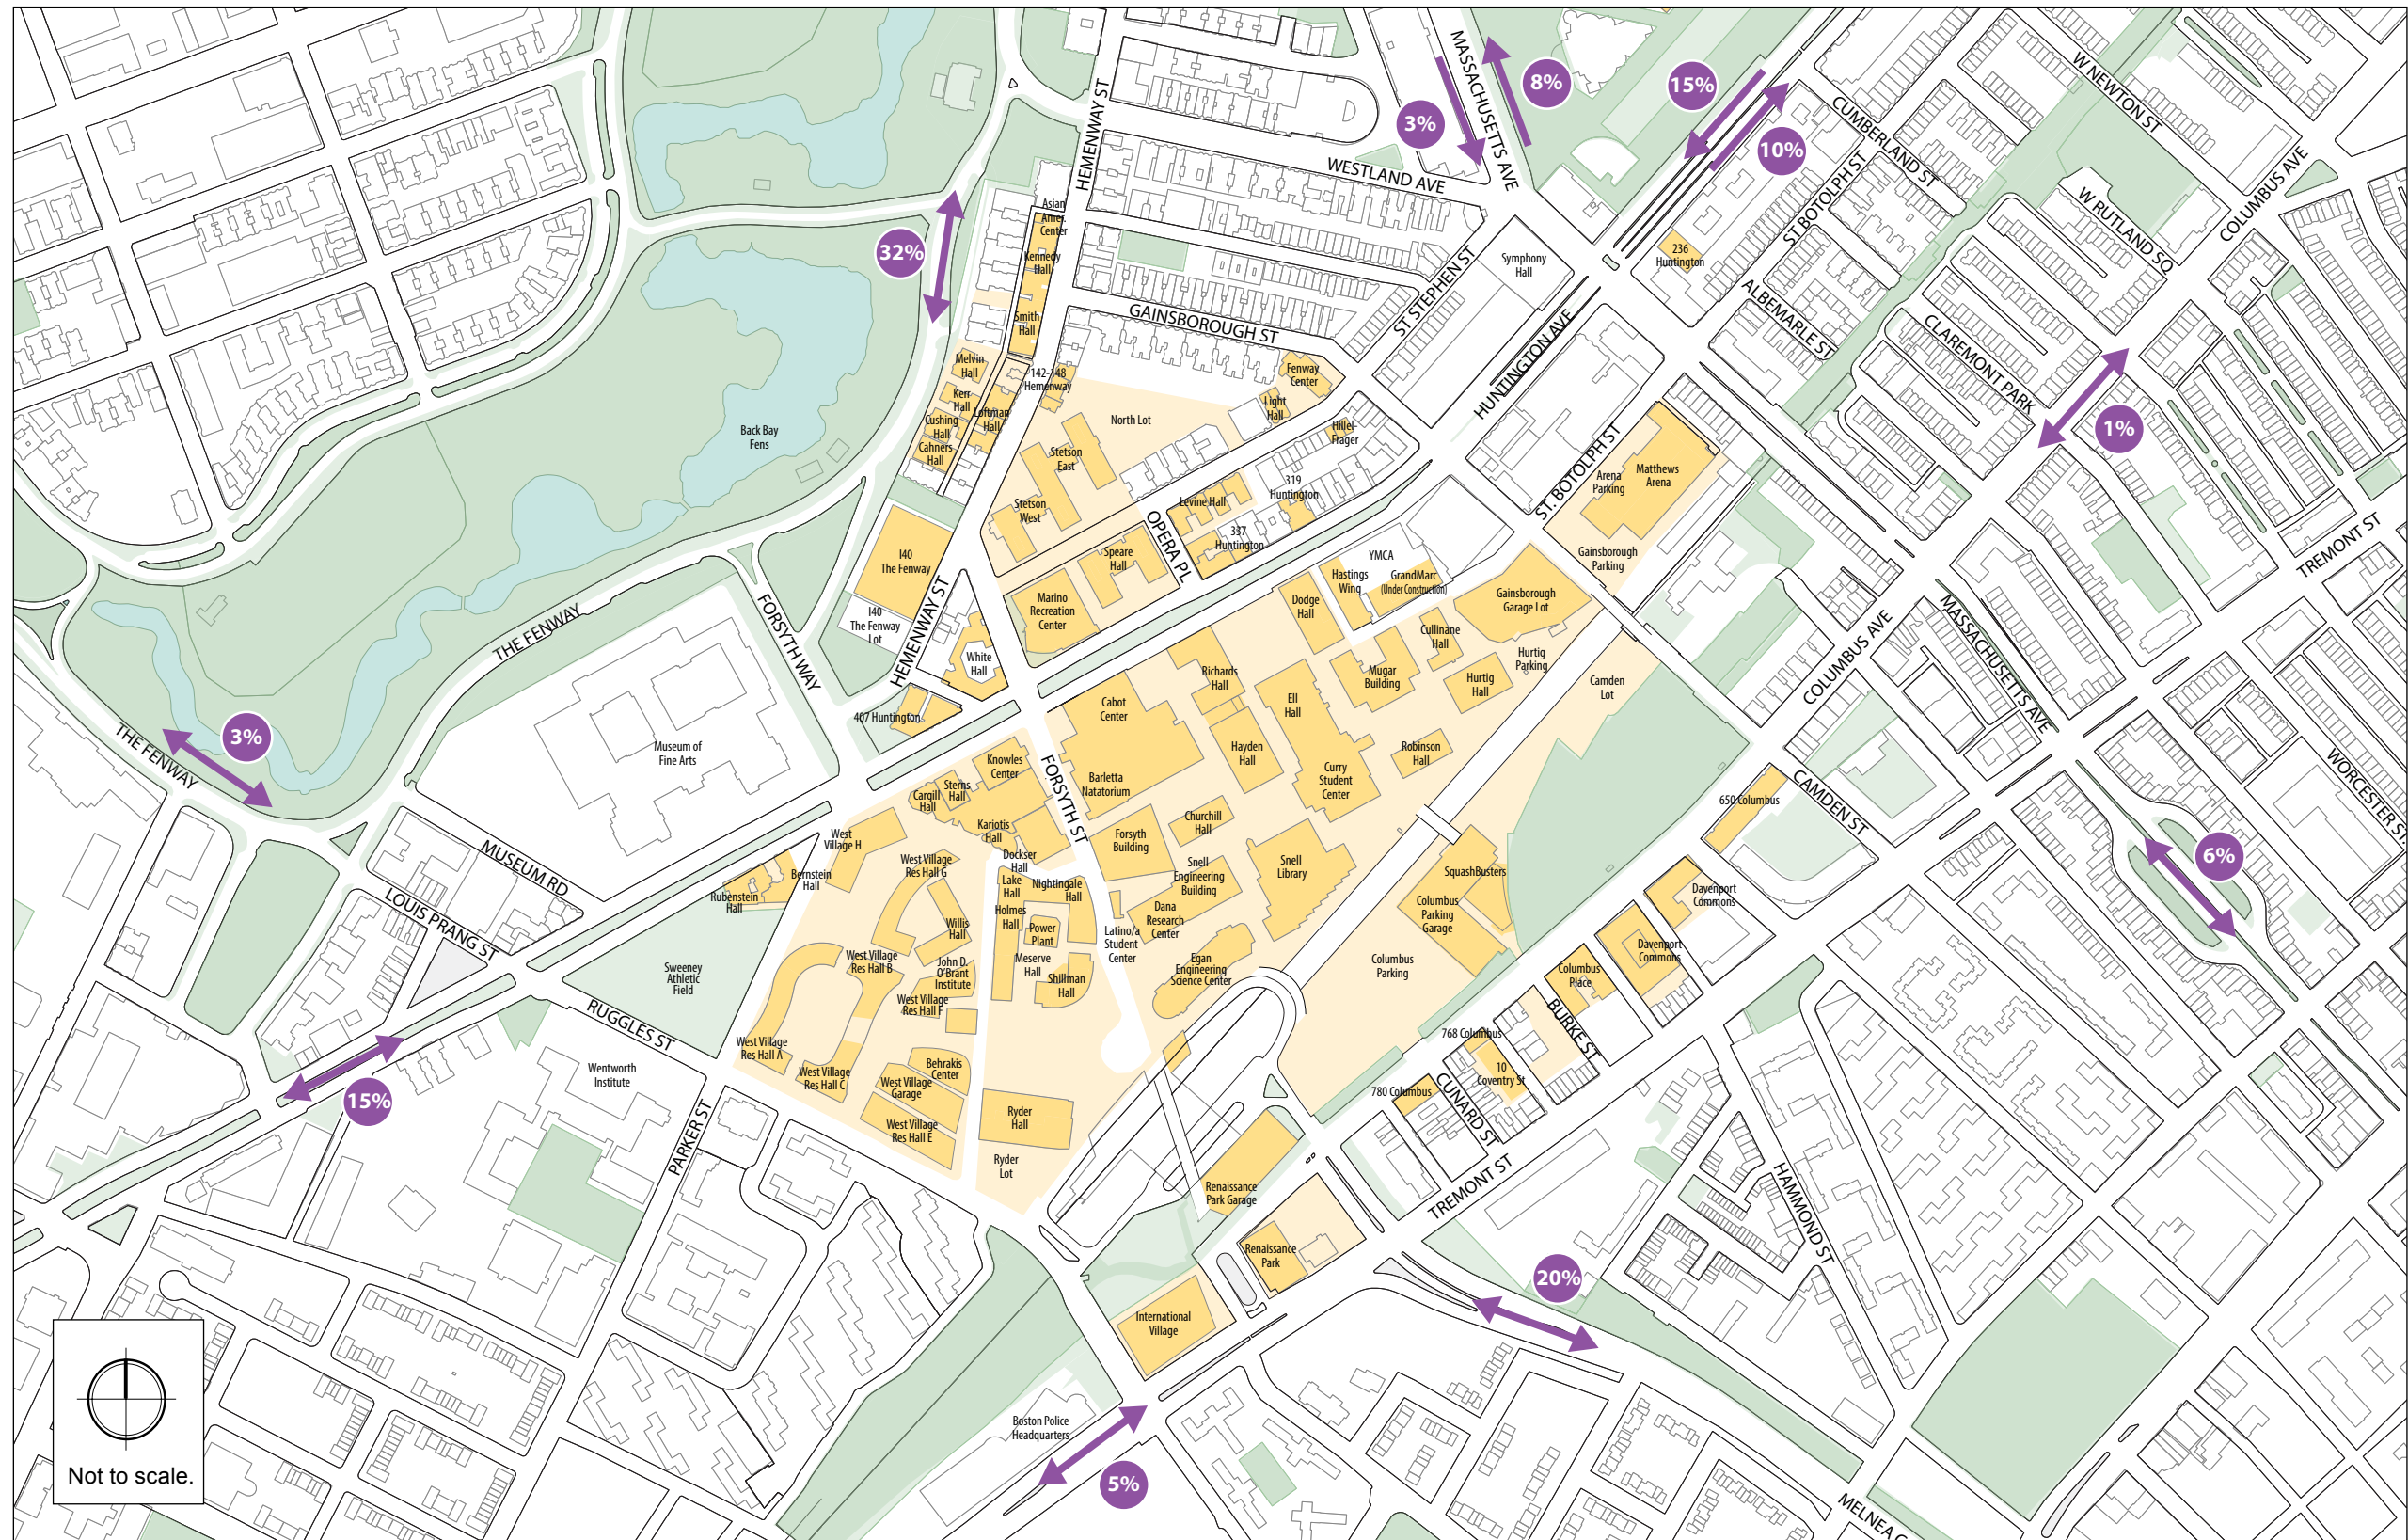 MASSACHUSETTS AVE
8%
3%
15%
10%
W NEWTON ST
CUMBERLAND ST
ST BOTOLPH ST
COLUMBUS AVE
W RUTLAND SQ
HEMENWAY ST
WESTLAND AVE
Asian
Amer.
Center
Kennedy
Hall
32%
Symphony
Hall
236
Huntington
ST STEPHEN ST
ALBEMARLE ST
CLAREMONT PARK
Smith
Hall
GAINSBOROUGH ST
HUNTINGTON AVE
1%
Melvin
Hall
142-148
Hemenway
Fenway
Center
Kerr
Hall
Loftman
Hall
Light
Hall
Cushing
Hall
Cahners
Hall
North Lot
Hillel-
Frager
Back Bay
Fens
Stetson
East
Stetson
West
Levine Hall
319
Huntington
ST. BOTOLPH ST
Arena
Parking
Matthews
Arena
TREMONT ST
OPERA PL
337
Huntington
Speare
Hall
YMCA
Gainsborough
Parking
I40
The Fenway
Hastings
Wing
GrandMarc
(Under Construction)
Marino
Recreation
Center
Dodge
Hall
Gainsborough
Garage Lot
I40
The Fenway
Lot
THE FENWAY
FORSYTH WAY
HEMENWAY ST
White
Hall
Cullinane
Hall
Hurtig
Parking
COLUMBUS AVE
MASSACHUSETTS AVE
Richards
Hall
Mugar
Building
Hurtig
Hall
Camden
Lot
Cabot
Center
Ell
Hall
407 Huntington
THE FENWAY
3%
Museum of
Fine Arts
Hayden
Hall
Robinson
Hall
Knowles
Center
FORSYTH ST
Barletta
Natatorium
Curry
Student
Center
650 Columbus
CAMDEN ST
WORCESTER ST
Cargill
Hall
Sterns
Hall
Kariotis
Hall
Churchill
Hall
Forsyth
Building
West
Village H
West Village
Res Hall G
Dockser
Hall
6%
MUSEUM RD
Bernstein
Hall
Rubenstein
Hall
Lake
Hall
Nightingale
Hall
Snell
Engineering
Building
Snell
Library
SquashBusters
Davenport
Commons
LOUIS PRANG ST
Holmes
Hall
Willis
Hall
Power
Plant
Dana
Research
Center
Columbus
Parking
Garage
Latino/a
Student
Center
Davenport
Commons
Sweeney
Athletic
Field
West Village
Res Hall B
John D.
O'Brant
Institute
Meserve
Hall
Shillman
Hall
Egan
Engineering
Science Center
Columbus
Parking
Columbus
Place
West Village
Res Hall F
RUGGLES ST
BURKE ST
768 Columbus
West Village
Res Hall A
15%
Wentworth
Institute
West Village
Res Hall C
Behrakis
Center
West Village
Garage
10
Coventry St
780 Columbus
CUNARD ST
West Village
Res Hall E
Ryder
Hall
PARKER ST
Ryder
Lot
TREMONT ST
HAMMOND ST
Renaissance
Park Garage
Renaissance
Park
20%
International
Village
Boston Police
Headquarters
5%
Not to scale.